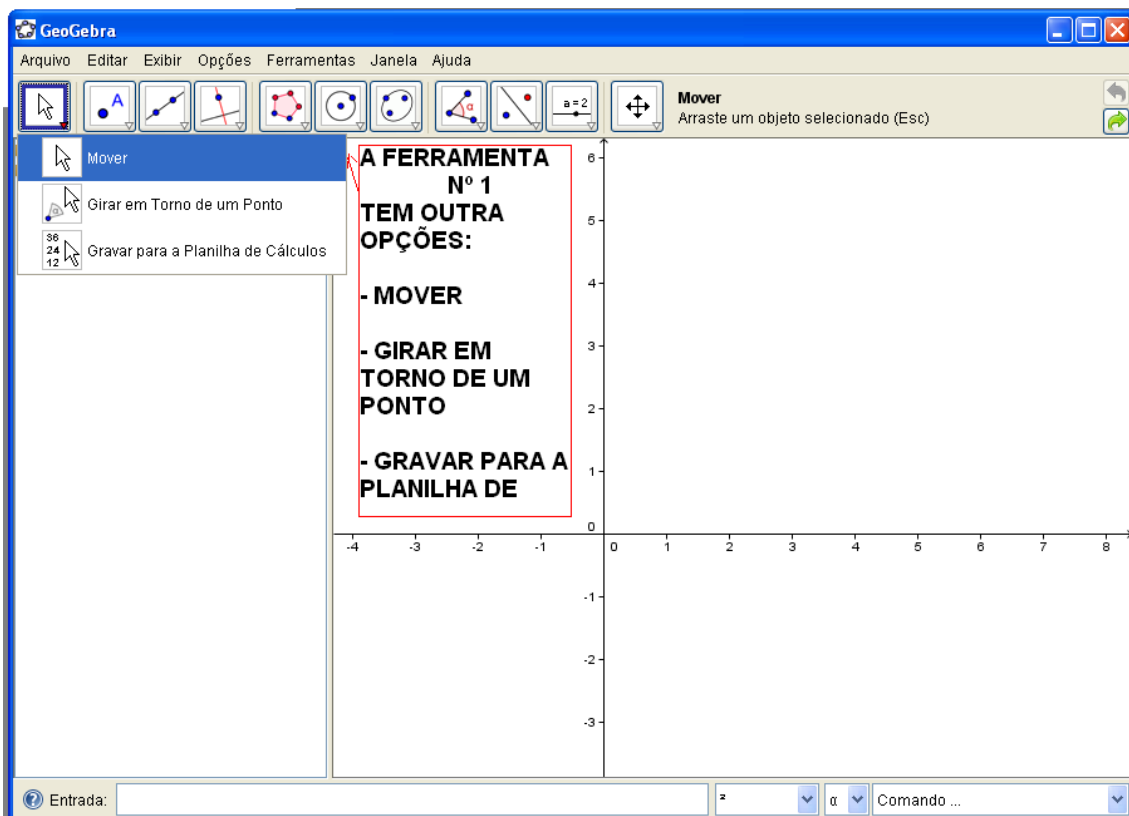 GeoGebra
Arquivo Editar Exibir Opções Ferramentas Janela Ajuda
A α a = 2
Mover
Arraste um objeto selecionado (Esc)
Mover
Girar em Torno de um Ponto
36
24
12
Gravar para a Planilha de Cálculos
A FERRAMENTA
Nº 1
TEM OUTRA
OPÇÕES:
- MOVER
- GIRAR EM
TORNO DE UM
PONTO
- GRAVAR PARA A
PLANILHA DE
6
5
4
3
2
1
0
-4 -3 -2 -1 0 1 2 3 4 5 6 7 8
-1
-2
-3
Entrada: ² α Comando ...